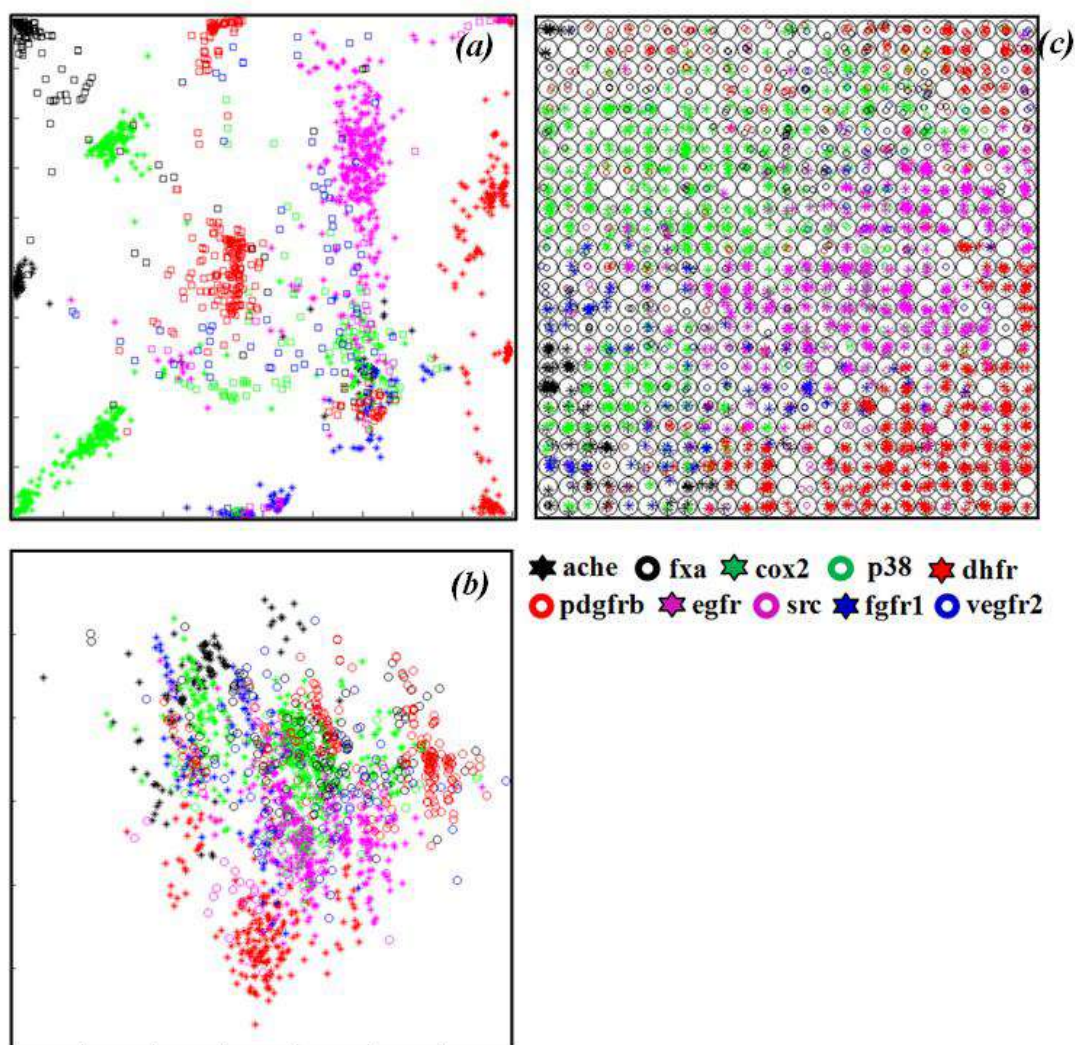 (a)
(c)
(b)
ache fxa cox2 p38 dhfr
pdgfrb egfr src fgfr1 vegfr2